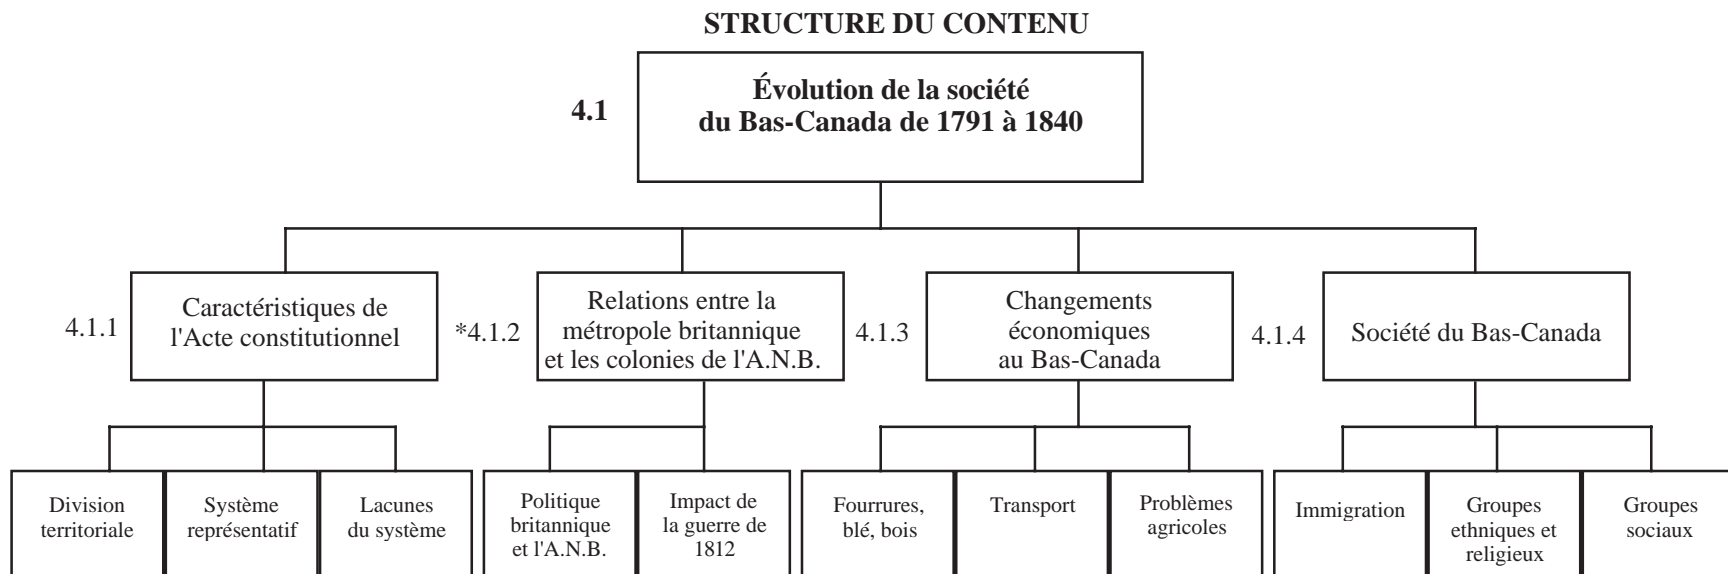 STRUCTURE DU CONTENU
4.1
Évolution de la société
du Bas-Canada de 1791 à 1840
4.1.1
Caractéristiques de
l'Acte constitutionnel
*4.1.2
Relations entre la
métropole britannique
et les colonies de l'A.N.B.
4.1.3
Changements
économiques
au Bas-Canada
4.1.4
Société du Bas-Canada
Division
territoriale
Système
représentatif
Lacunes
du système
Politique
britannique
et l'A.N.B.
Impact de
la guerre de
1812
Fourrures,
blé, bois
Transport
Problèmes
agricoles
Immigration
Groupes
ethniques et
religieux
Groupes
sociaux